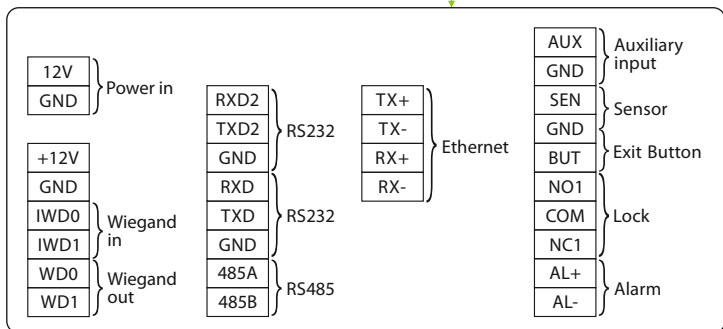 12V
GND
Power in
+12V
GND
IWD0
IWD1
Wiegand
in
WD0
WD1
Wiegand
out
RXD2
TXD2
GND
RS232
RXD
TXD
GND
RS232
485A
485B
RS485
TX+
TX-
RX+
RX-
Ethernet
AUX
GND
Auxiliary
input
SEN
GND
Sensor
BUT
Exit Button
NO1
COM
NC1
Lock
AL+
AL-
Alarm